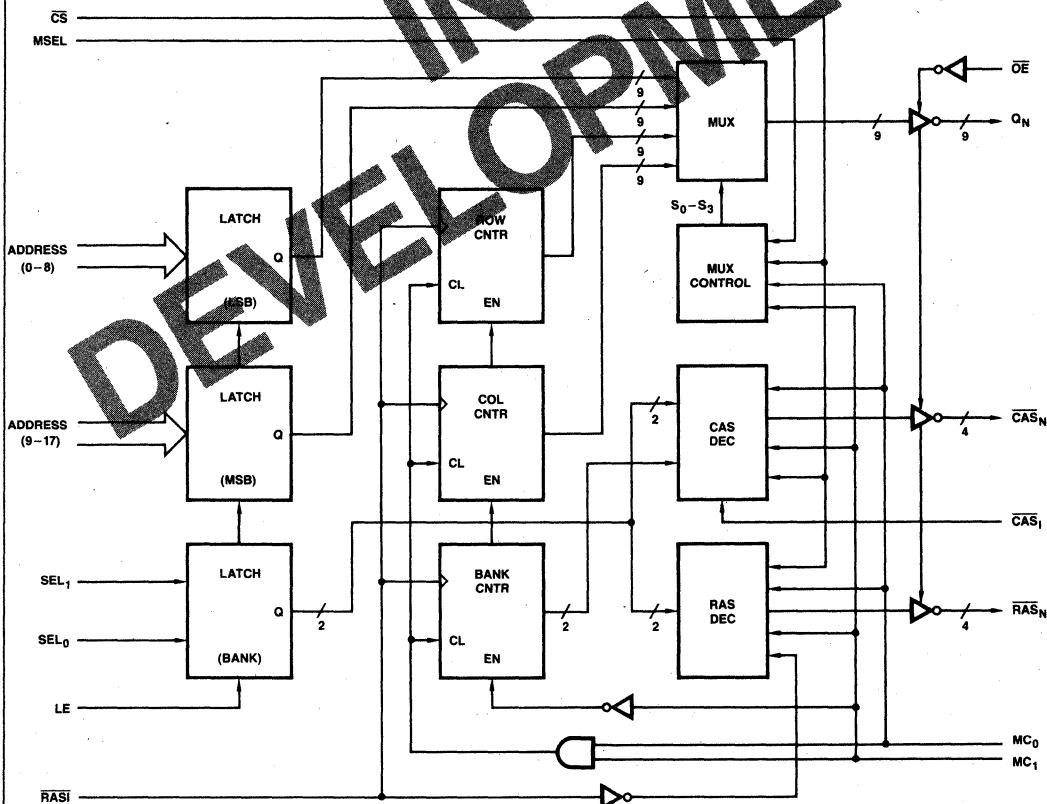 CS
MSEL
OE
9
9
9
9
MUX
9
9
QN
S0–S3
LATCH
Q
(LSB)
ADDRESS
(0–8)
ROW
CNTR
CL
EN
MUX
CONTROL
LATCH
Q
(MSB)
ADDRESS
(9–17)
COL
CNTR
CL
EN
2
CAS
DEC
4
CASN
CASI
SEL1
SEL0
LATCH
Q
2
(BANK)
BANK
CNTR
2
CL
EN
2
RAS
DEC
4
RASN
LE
MC0
MC1
RASI
IN
DEVELOPME